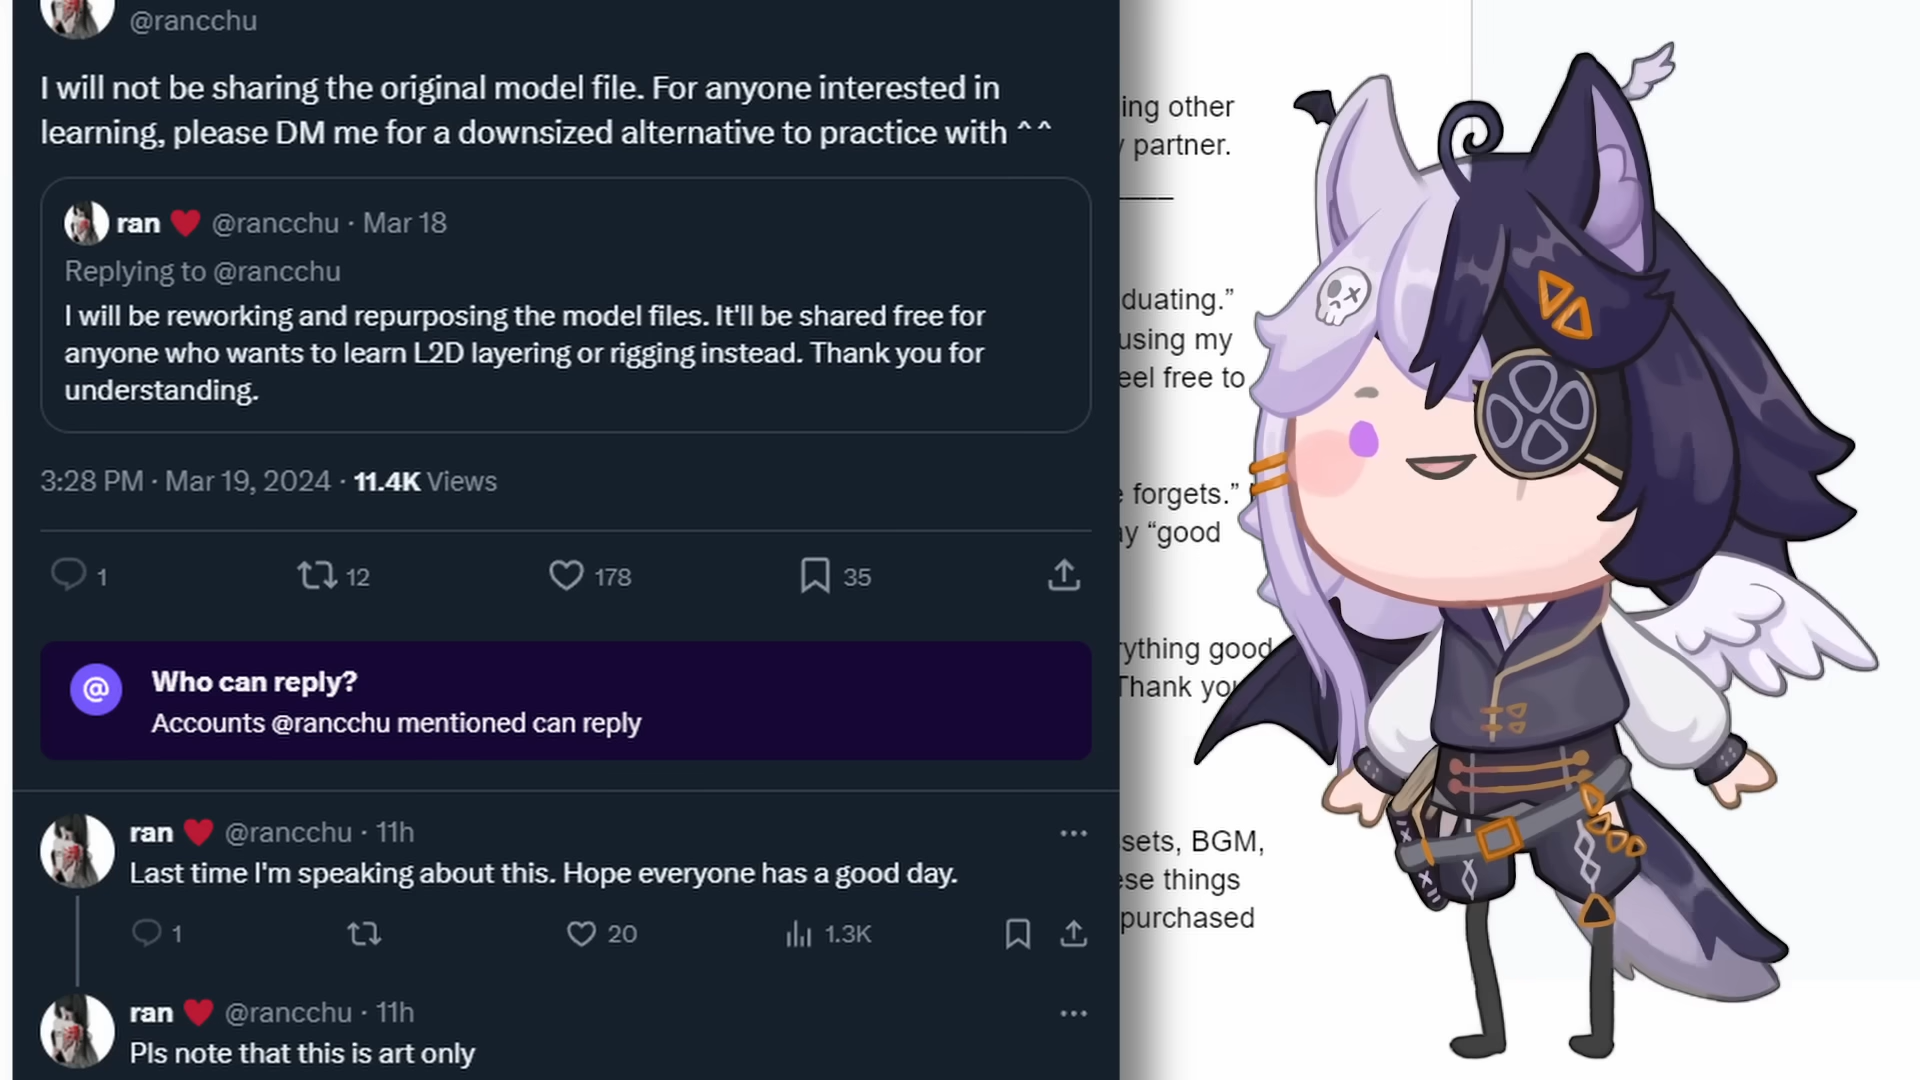 @rancchu
I will not be sharing the original model file. For anyone interested in
learning, please DM me for a downsized alternative to practice with ^^
ran ❤️ @rancchu · Mar 18
Replying to @rancchu
I will be reworking and repurposing the model files. It'll be shared free for
anyone who wants to learn L2D layering or rigging instead. Thank you for
understanding.
3:28 PM · Mar 19, 2024 · 11.4K Views
1 12 178 35
@
Who can reply?
Accounts @rancchu mentioned can reply
ran ❤️ @rancchu · 11h
Last time I'm speaking about this. Hope everyone has a good day.
1 20 1.3K
ran ❤️ @rancchu · 11h
Pls note that this is art only
other
partner.
using my
free to
forgets.”
“good
good
Thank
sets, BGM,
things
purchased